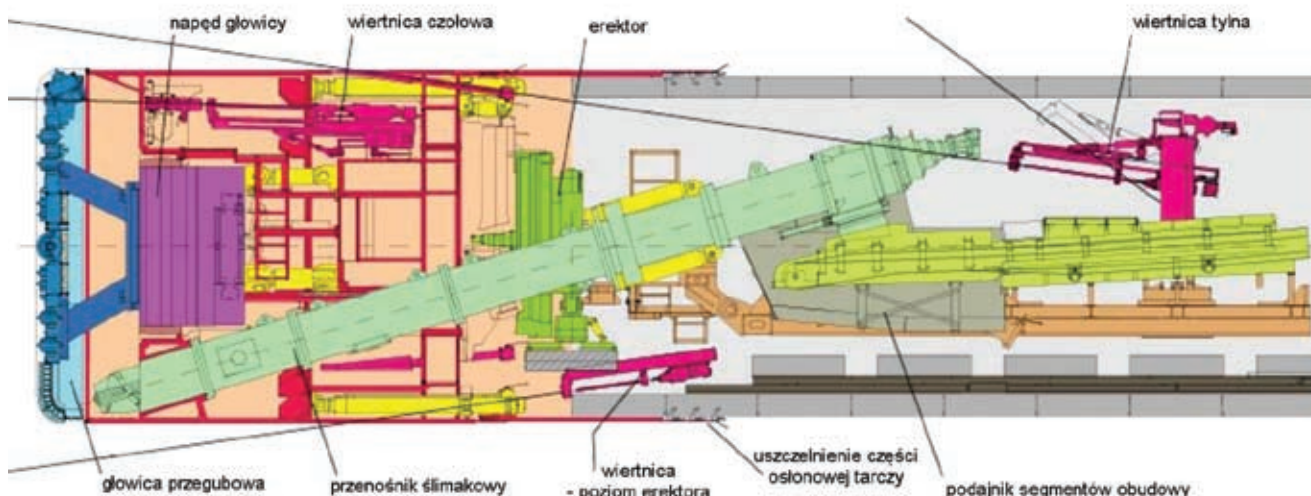 napęd głowicy
wiertnica czołowa
erektor
wiertnica tylna
głowica przegubowa
przenośnik ślimakowy
wiertnica
- poziom erektora
uszczelnienie części
osłonowej tarczy
podajnik segmentów obudowy